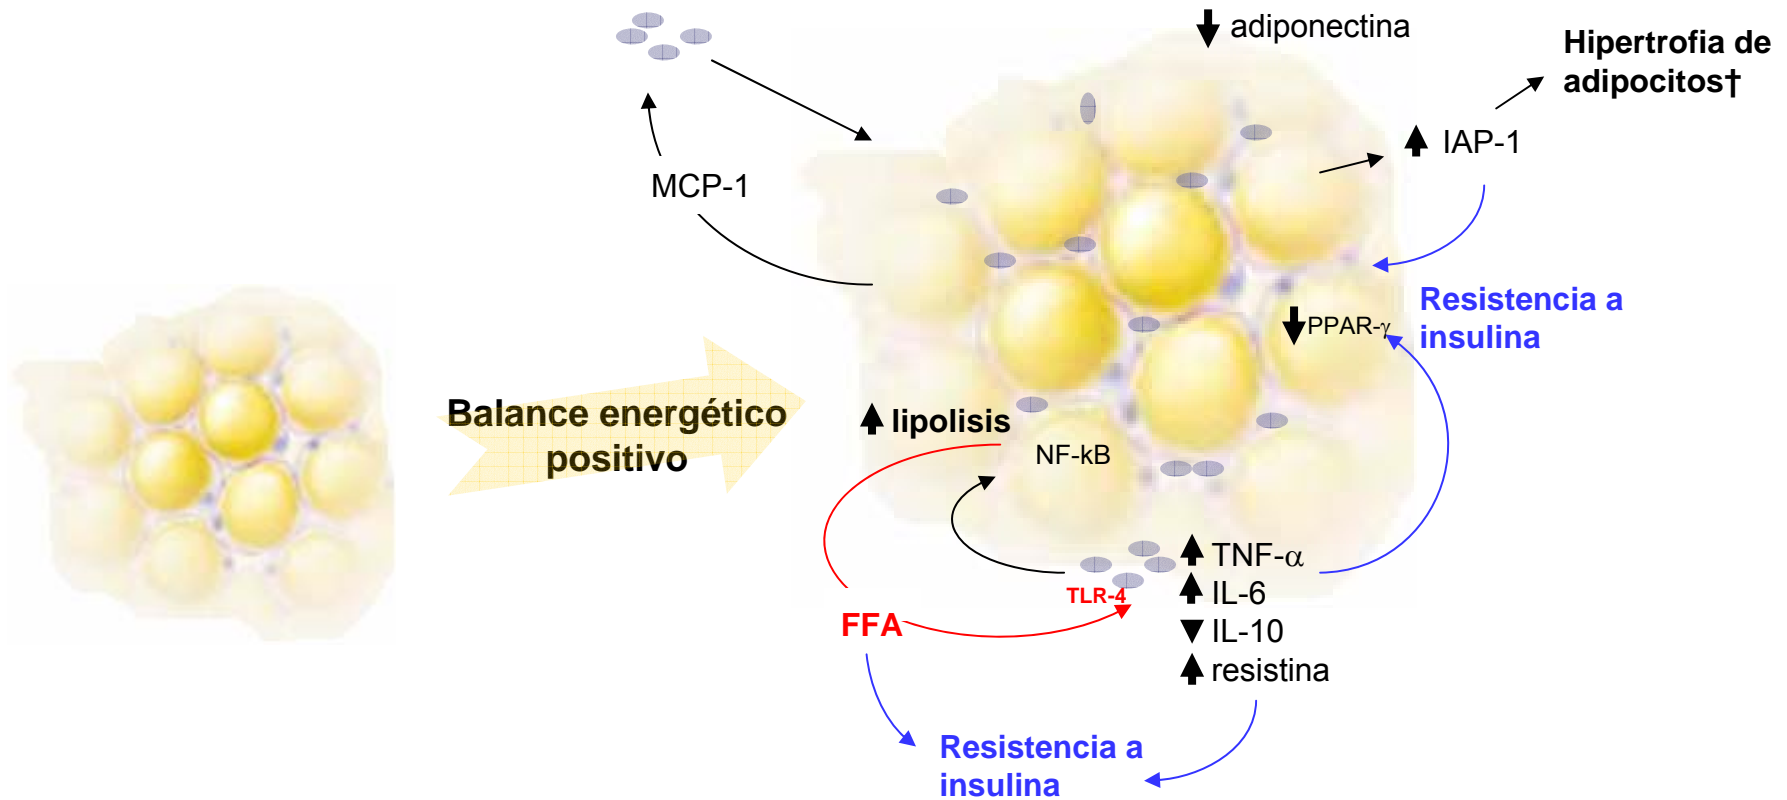 adiponectina
Hipertrofia de
adipocitos†
IAP-1
MCP-1
Resistencia a
insulina
PPAR-γ
Balance energético
positivo
lipolisis
NF-kB
TNF-α
TLR-4
IL-6
FFA
IL-10
resistina
Resistencia a
insulina